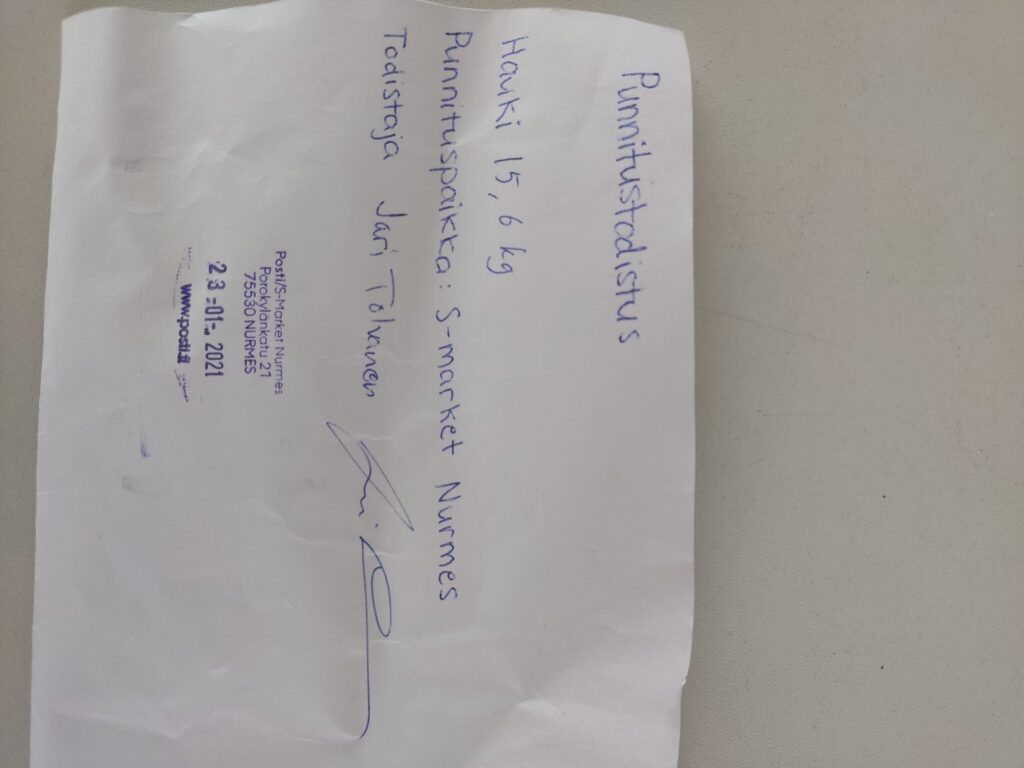 Punnitustodistus
Hauki 15,6 kg
Punnituspaikka: S-market Nurmes
Todistaja Jari Tolvanen
Posti/S-Market Nurmes
Porokylänkatu 21
75530 NURMES
23-01-2021
www.posti.fi